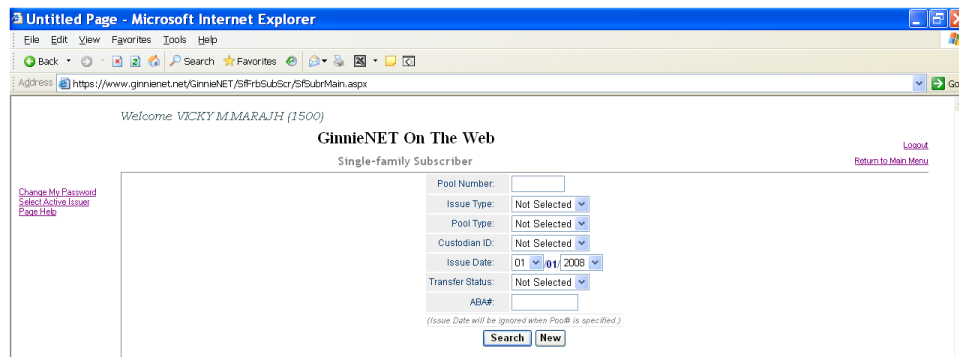 Untitled Page - Microsoft Internet Explorer
File Edit View Favorites Tools Help
Back Search Favorites
Address https://www.ginnienet.net/GinnieNET/SfFrbSubScr/SfSubrMain.aspx Go
Welcome VICKY M.MARAJH (1500)
GinnieNET On The Web
Logout
Single-family Subscriber
Return to Main Menu
Change My Password
Select Active Issuer
Page Help
Pool Number:
Issue Type: Not Selected
Pool Type: Not Selected
Custodian ID: Not Selected
Issue Date: 01 /01/ 2008
Transfer Status: Not Selected
ABA#:
(Issue Date will be ignored when Pool# is specified.)
Search New